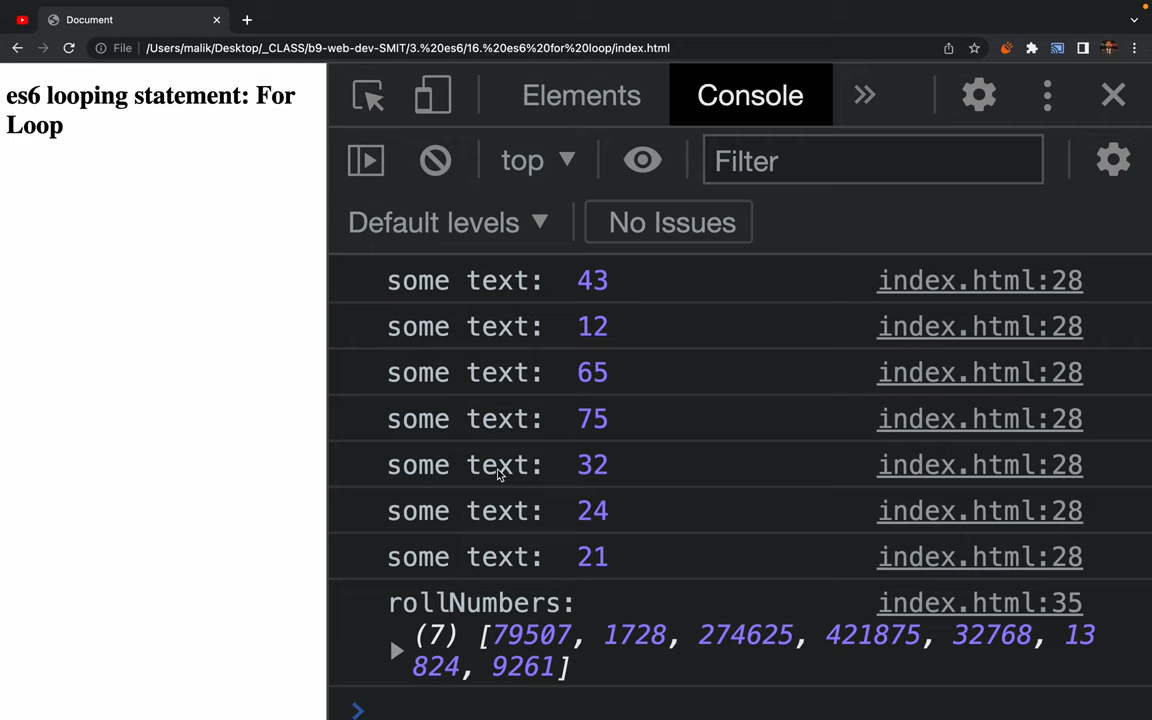 Document
File /Users/malik/Desktop/_CLASS/b9-web-dev-SMIT/3.%20es6/16.%20es6%20for%20loop/index.html
es6 looping statement: For
Loop
Elements Console
top Filter
Default levels No Issues
some text: 43 index.html:28
some text: 12 index.html:28
some text: 65 index.html:28
some text: 75 index.html:28
some text: 32 index.html:28
some text: 24 index.html:28
some text: 21 index.html:28
rollNumbers: index.html:35
(7) [79507, 1728, 274625, 421875, 32768, 13
824, 9261]